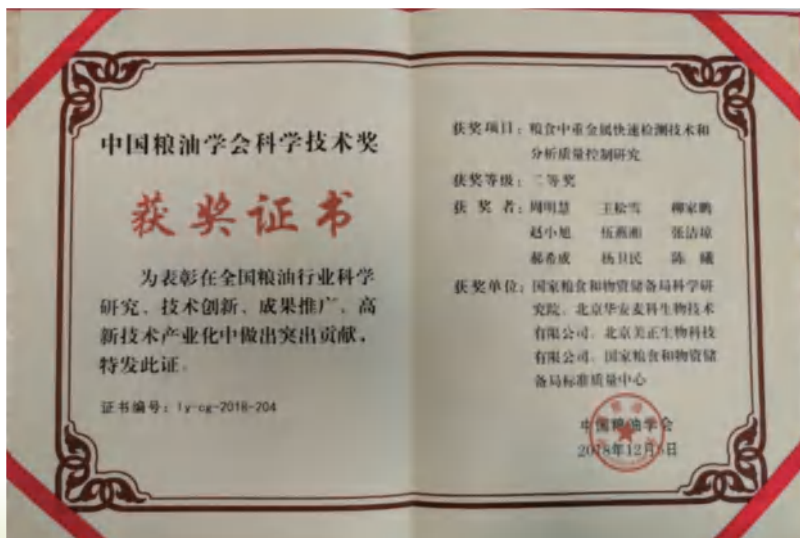 中国粮油学会科学技术奖
获奖证书
为表彰在全国粮油行业科学
研究、技术创新、成果推广、高
新技术产业化中做出突出贡献，
特发此证。
证书编号：ly-cg-2018-204
获奖项目：粮食中重金属快速检测技术和
分析质量控制研究
获奖等级：二等奖
获奖者：周明慧 王松雪 柳家鹏
赵小旭 伍燕湘 张洁琼
郝希成 杨卫民 陈曦
获奖单位：国家粮食和物资储备局科学研
究院、北京华安麦科生物技术
有限公司、北京美正生物科技
有限公司、国家粮食和物资储
备局标准质量中心
中国粮油学会
2018年12月5日